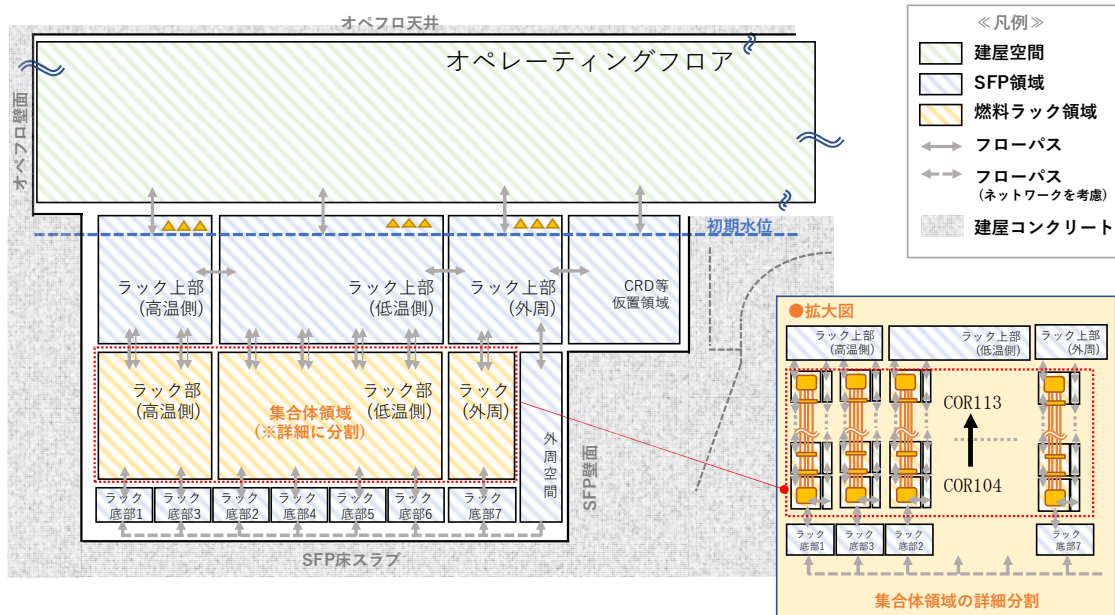 オペフロ天井
オペレーティングフロア
オペフロ壁面
≪凡例≫
建屋空間
SFP領域
燃料ラック領域
フローパス
フローパス
(ネットワークを考慮)
建屋コンクリート
初期水位
ラック上部
(高温側)
ラック上部
(低温側)
ラック上部
(外周)
CRD等
仮置領域
ラック部
(高温側)
集合体領域
(※詳細に分割)
ラック部
(低温側)
ラック
(外周)
外周空間
SFP壁面
ラック
底部1
ラック
底部3
ラック
底部2
ラック
底部4
ラック
底部5
ラック
底部6
ラック
底部7
SFP床スラブ
●拡大図
ラック上部
(高温側)
ラック上部
(低温側)
ラック上部
(外周)
COR113
COR104
ラック
底部1
ラック
底部3
ラック
底部2
ラック
底部7
集合体領域の詳細分割